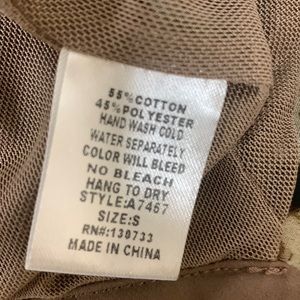 55%COTTON
45%POLYESTER
HAND WASH COLD
WATER SEPARATELY
COLOR WILL BLEED
NO BLEACH
HANG TO DRY
STYLE:A7467
SIZE:S
RN#:130733
MADE IN CHINA